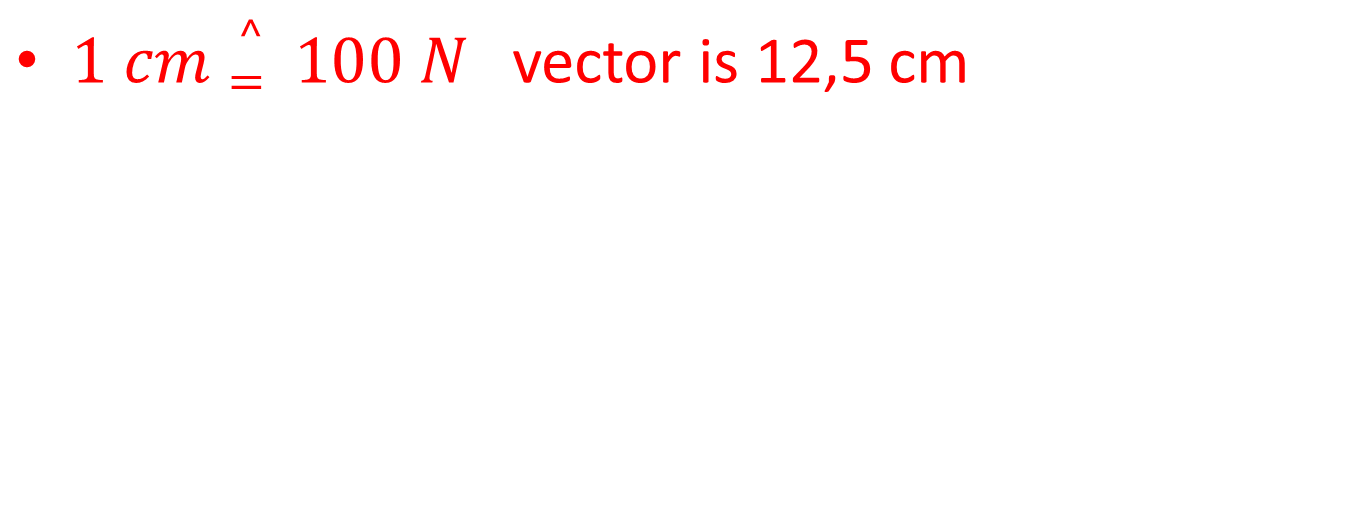 • 1 cm ≙ 100 N vector is 12,5 cm